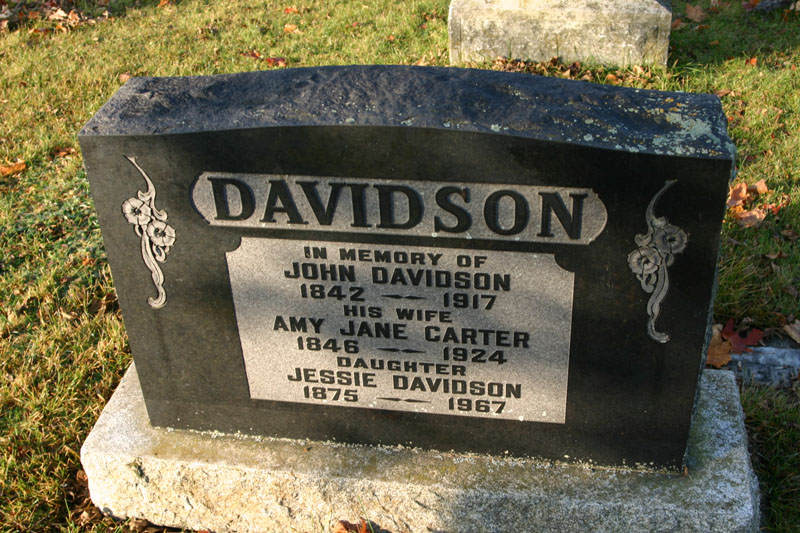 DAVIDSON
IN MEMORY OF
JOHN DAVIDSON
1842 — 1917
HIS WIFE
AMY JANE CARTER
1846 — 1924
DAUGHTER
JESSIE DAVIDSON
1875 — 1967